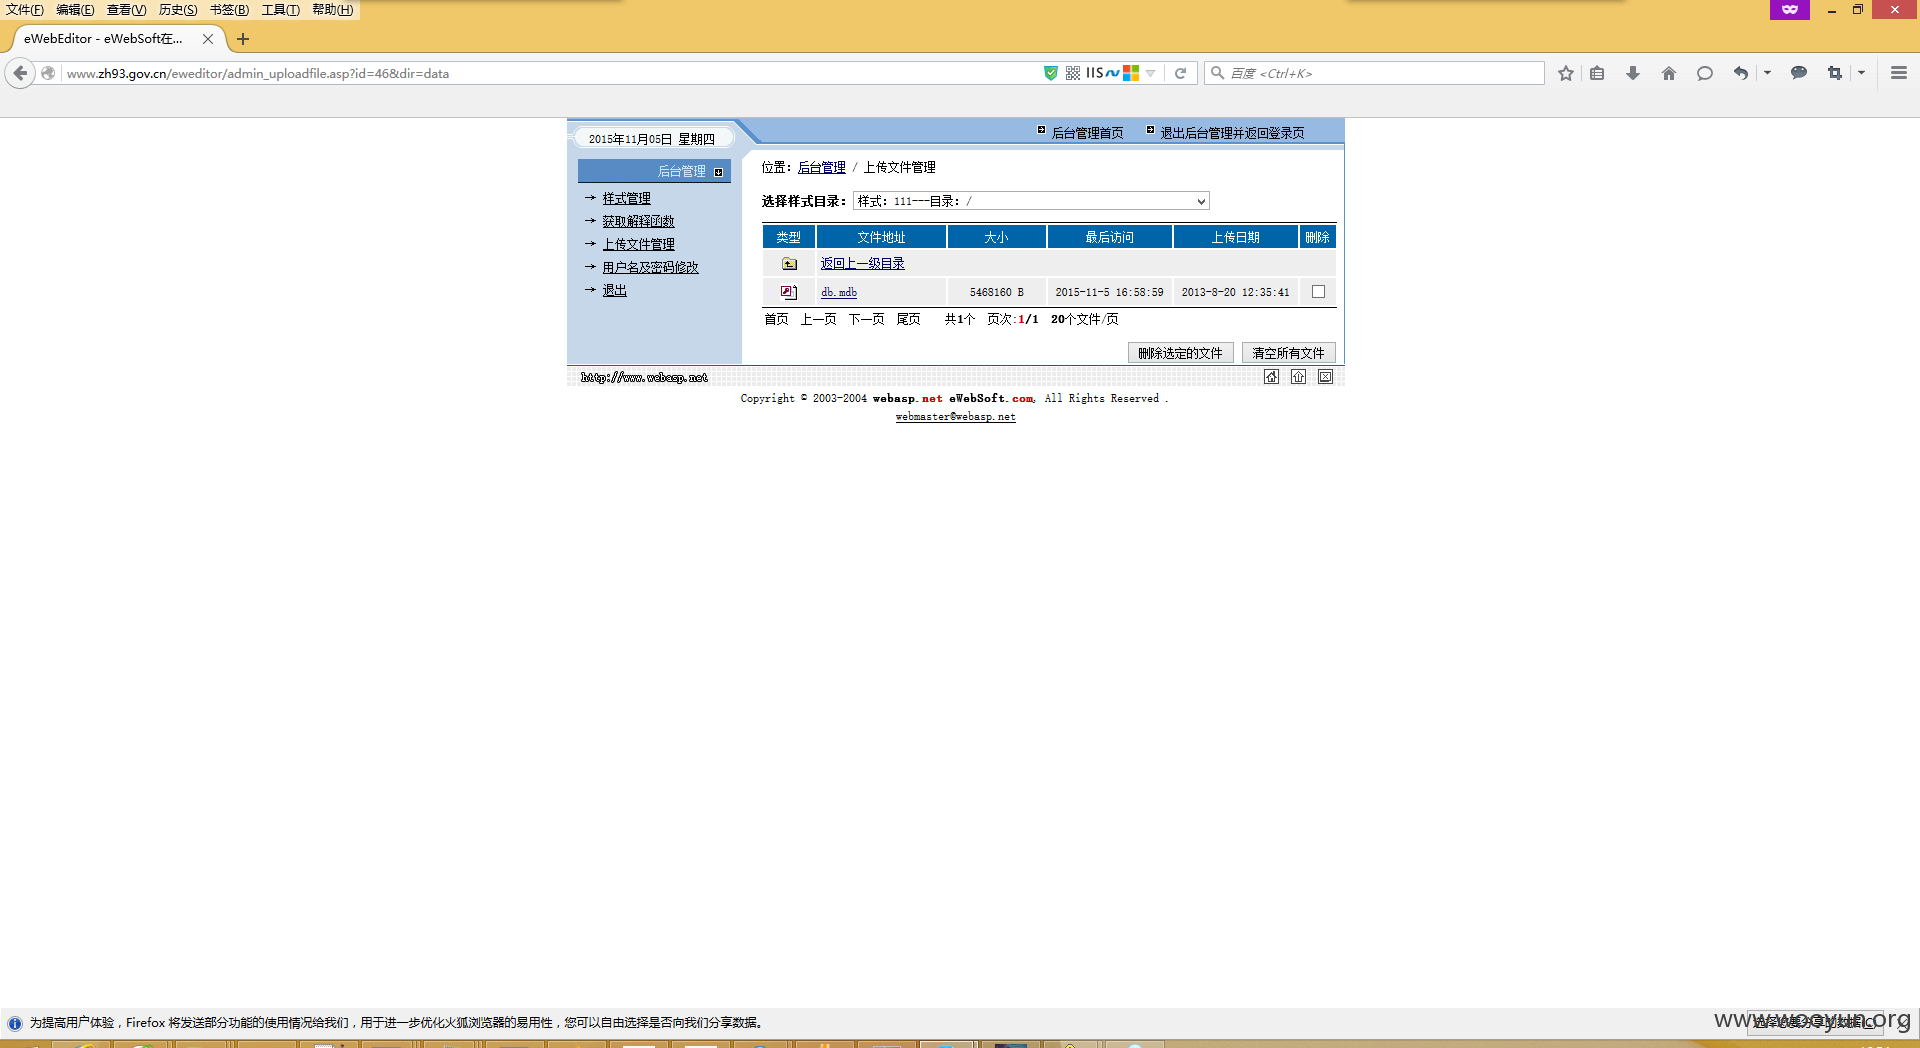 文件(F) 编辑(E) 查看(V) 历史(S) 书签(B) 工具(T) 帮助(H)
eWebEditor - eWebSoft在...
www.zh93.gov.cn/eweditor/admin_uploadfile.asp?id=46&dir=data
IIS
百度 <Ctrl+K>
2015年11月05日 星期四
后台管理首页 退出后台管理并返回登录页
后台管理
样式管理
获取解释函数
上传文件管理
用户名及密码修改
退出
位置：后台管理 / 上传文件管理
选择样式目录： 样式：111---目录：/
类型 文件地址 大小 最后访问 上传日期 删除
返回上一级目录
db.mdb 5468160 B 2015-11-5 16:58:59 2013-8-20 12:35:41
首页 上一页 下一页 尾页 共1个 页次:1/1 20个文件/页
删除选定的文件 清空所有文件
http://www.webasp.net
Copyright © 2003-2004 webasp.net eWebSoft.com, All Rights Reserved .
webmaster@webasp.net
为提高用户体验，Firefox 将发送部分功能的使用情况给我们，用于进一步优化火狐浏览器的易用性，您可以自由选择是否向我们分享数据。
选择您要分享的数据(C)
www.wooyun.org